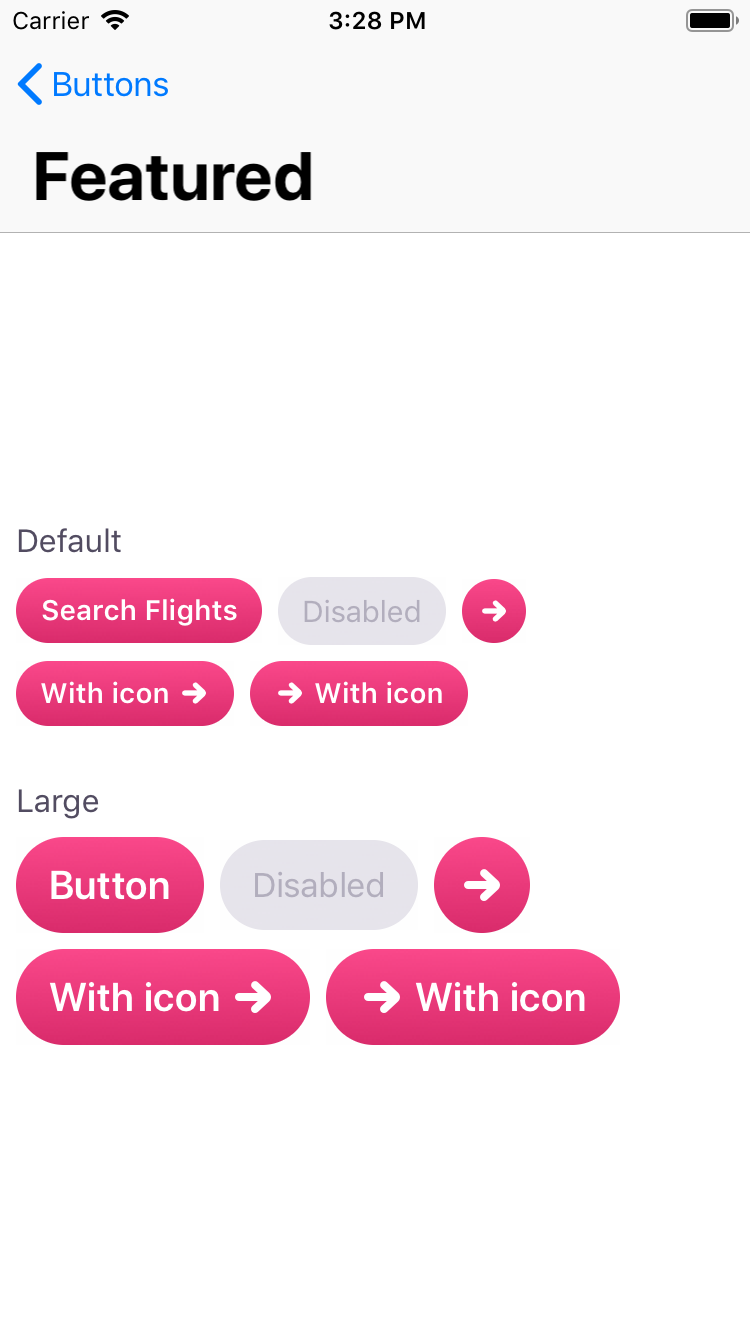 Carrier 3:28 PM
Buttons
Featured
Default
Search Flights Disabled
With icon With icon
Large
Button Disabled
With icon With icon